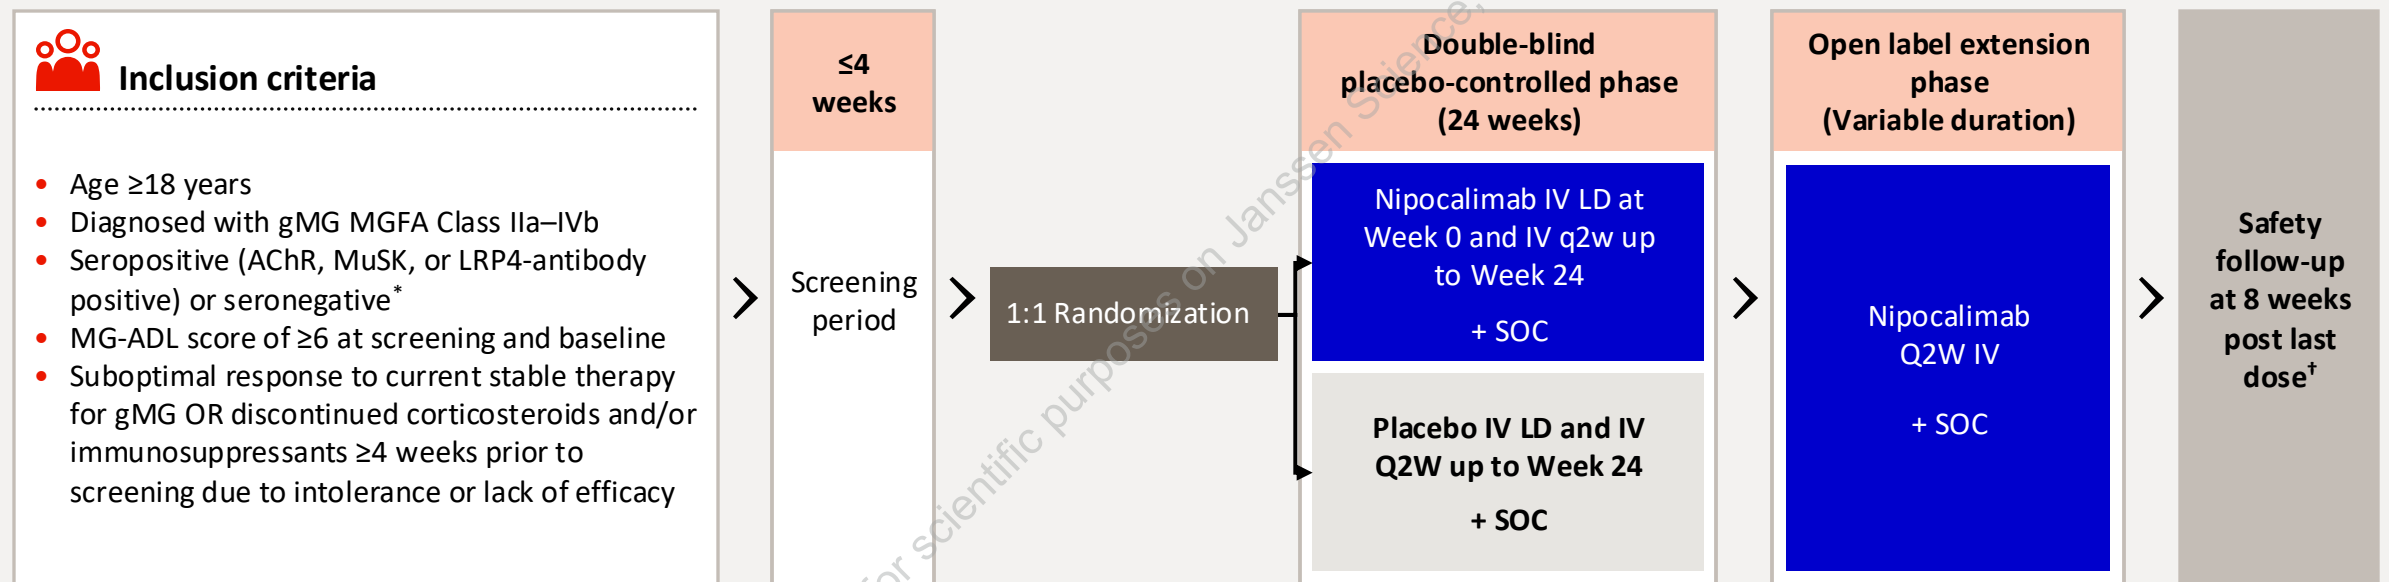 Inclusion criteria
• Age ≥18 years
• Diagnosed with gMG MGFA Class IIa–IVb
• Seropositive (AChR, MuSK, or LRP4-antibody
positive) or seronegative*
• MG-ADL score of ≥6 at screening and baseline
• Suboptimal response to current stable therapy
for gMG OR discontinued corticosteroids and/or
immunosuppressants ≥4 weeks prior to
screening due to intolerance or lack of efficacy
≤4
weeks
Screening
period
1:1 Randomization
Double-blind
placebo-controlled phase
(24 weeks)
Nipocalimab IV LD at
Week 0 and IV q2w up
to Week 24
+ SOC
Placebo IV LD and IV
Q2W up to Week 24
+ SOC
Open label extension
phase
(Variable duration)
Nipocalimab
Q2W IV
+ SOC
Safety
follow-up
at 8 weeks
post last
dose†
for scientific purposes on Janssen Science,